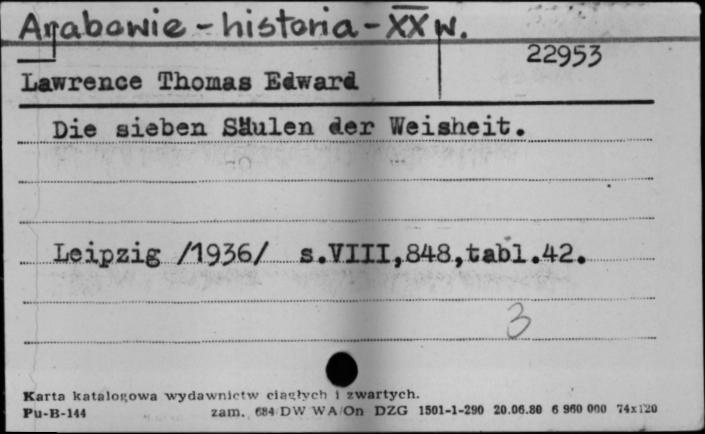 Arabowie - historia - XX w.
22953
Lawrence Thomas Edward
Die sieben Säulen der Weisheit.
Leipzig /1936/ s.VIII,848,tabl.42.
3
Karta katalogowa wydawnictw ciągłych i zwartych.
Pu-B-144 zam. 684 DW WA/On DZG 1501-1-290 20.06.80 6 960 000 74x120